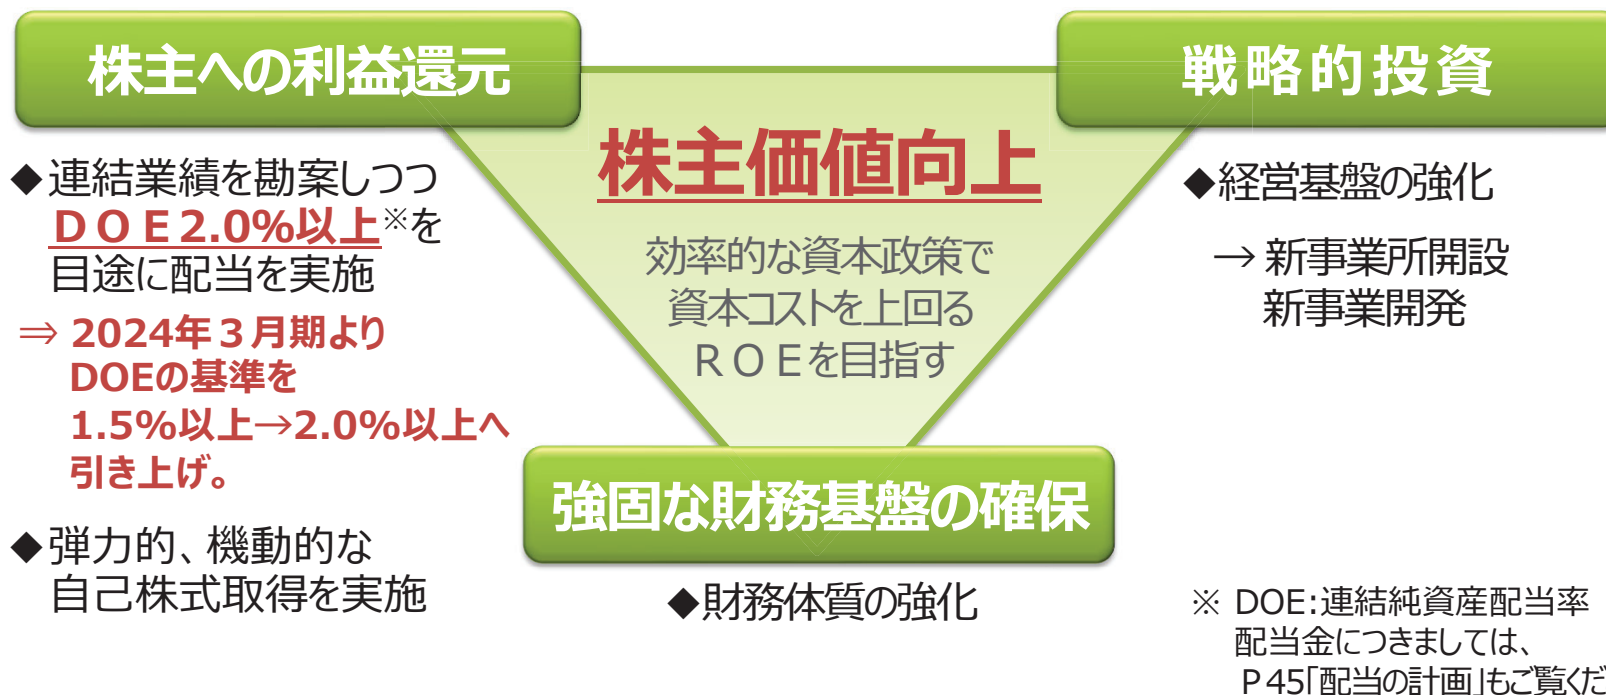 株主への利益還元
◆連結業績を勘案しつつ
ＤＯＥ2.0%以上※を
目途に配当を実施
⇒ 2024年３月期より
DOEの基準を
1.5%以上→2.0%以上へ
引き上げ。
◆弾力的、機動的な
自己株式取得を実施
株主価値向上
効率的な資本政策で
資本コストを上回る
ＲＯＥを目指す
強固な財務基盤の確保
◆財務体質の強化
戦略的投資
◆経営基盤の強化
→ 新事業所開設
新事業開発
※ DOE:連結純資産配当率
配当金につきましては、
Ｐ45「配当の計画」もご覧くだ